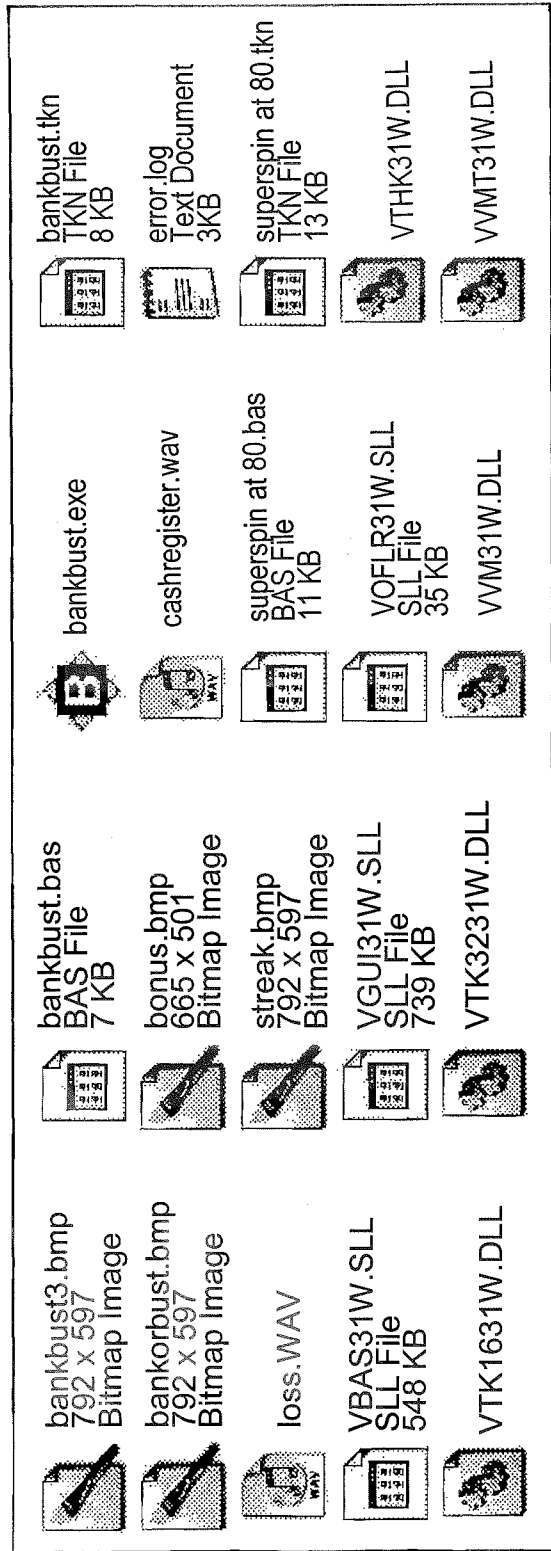 bankbust3.bmp
792 x 597
Bitmap Image
bankbust.bas
BAS File
7 KB
B
bankbust.exe
bankbust.tkn
TKN File
8 KB
bankorbust.bmp
792 x 597
Bitmap Image
bonus.bmp
665 x 501
Bitmap Image
WAV
cashregister.wav
error.log
Text Document
3KB
WAV
loss.WAV
streak.bmp
792 x 597
Bitmap Image
superspin at 80.bas
BAS File
11 KB
superspin at 80.tkn
TKN File
13 KB
VBAS31W.SLL
SLL File
548 KB
VGUI31W.SLL
SLL File
739 KB
VOFLR31W.SLL
SLL File
35 KB
VTHK31W.DLL
VTK1631W.DLL
VTK3231W.DLL
VVM31W.DLL
VVMT31W.DLL